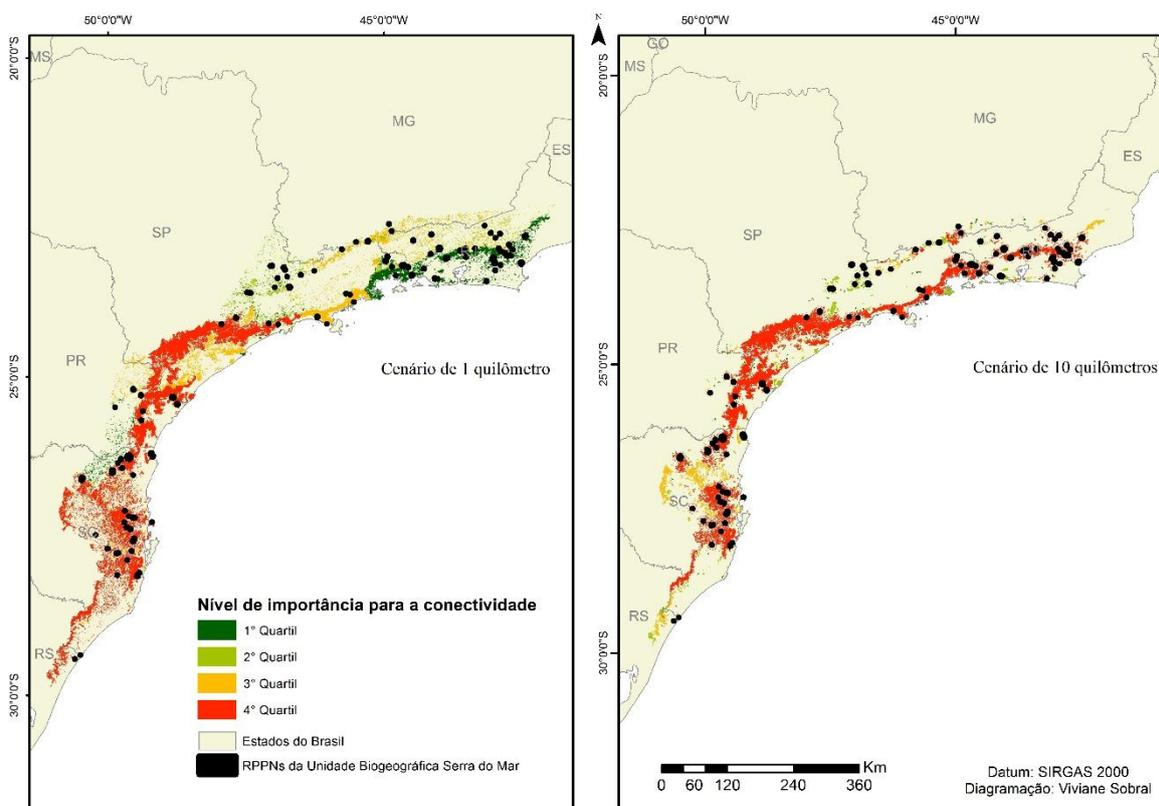 50°0'0"W
45°0'0"W
20°0'0"S
25°0'0"S
30°0'0"S
MS
MG
ES
SP
PR
SC
RS
Cenário de 1 quilômetro
Nível de importância para a conectividade
1° Quartil
2° Quartil
3° Quartil
4° Quartil
Estados do Brasil
RPPNs da Unidade Biogeográfica Serra do Mar
N
50°0'0"W
45°0'0"W
20°0'0"S
25°0'0"S
30°0'0"S
GO
MS
MG
ES
SP
PR
SC
RS
Cenário de 10 quilômetros
Km
0 60 120 240 360
Datum: SIRGAS 2000
Diagramação: Viviane Sobral